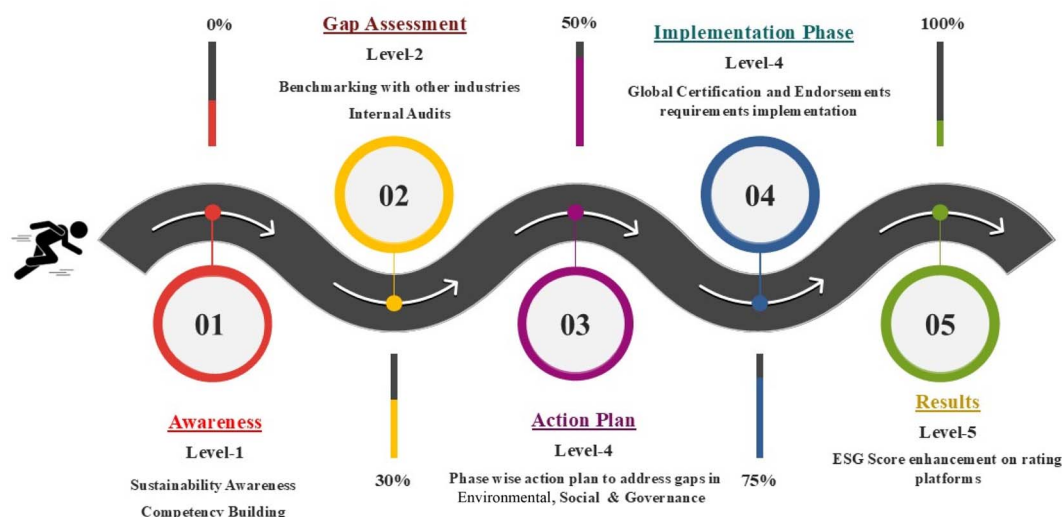 0%
Gap Assessment
Level-2
Benchmarking with other industries
Internal Audits
50%
Implementation Phase
Level-4
Global Certification and Endorsements
requirements implementation
100%
02
04
01
03
05
Awareness
Level-1
Sustainability Awareness
Competency Building
30%
Action Plan
Level-4
Phase wise action plan to address gaps in
Environmental, Social & Governance
75%
Results
Level-5
ESG Score enhancement on rating
platforms